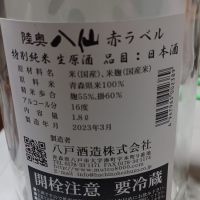 陸奥 八仙 赤ラベル
特別純米 生原酒 品目：日本酒
原材料名 米(国産)、米麹(国産米)
原料米 青森県米100%
精米歩合 麹55%、掛60%
アルコール分 16度
内容量 1.8ℓ
製造年月 2023年3月
製造者
八戸酒造株式会社
開栓注意 要冷蔵